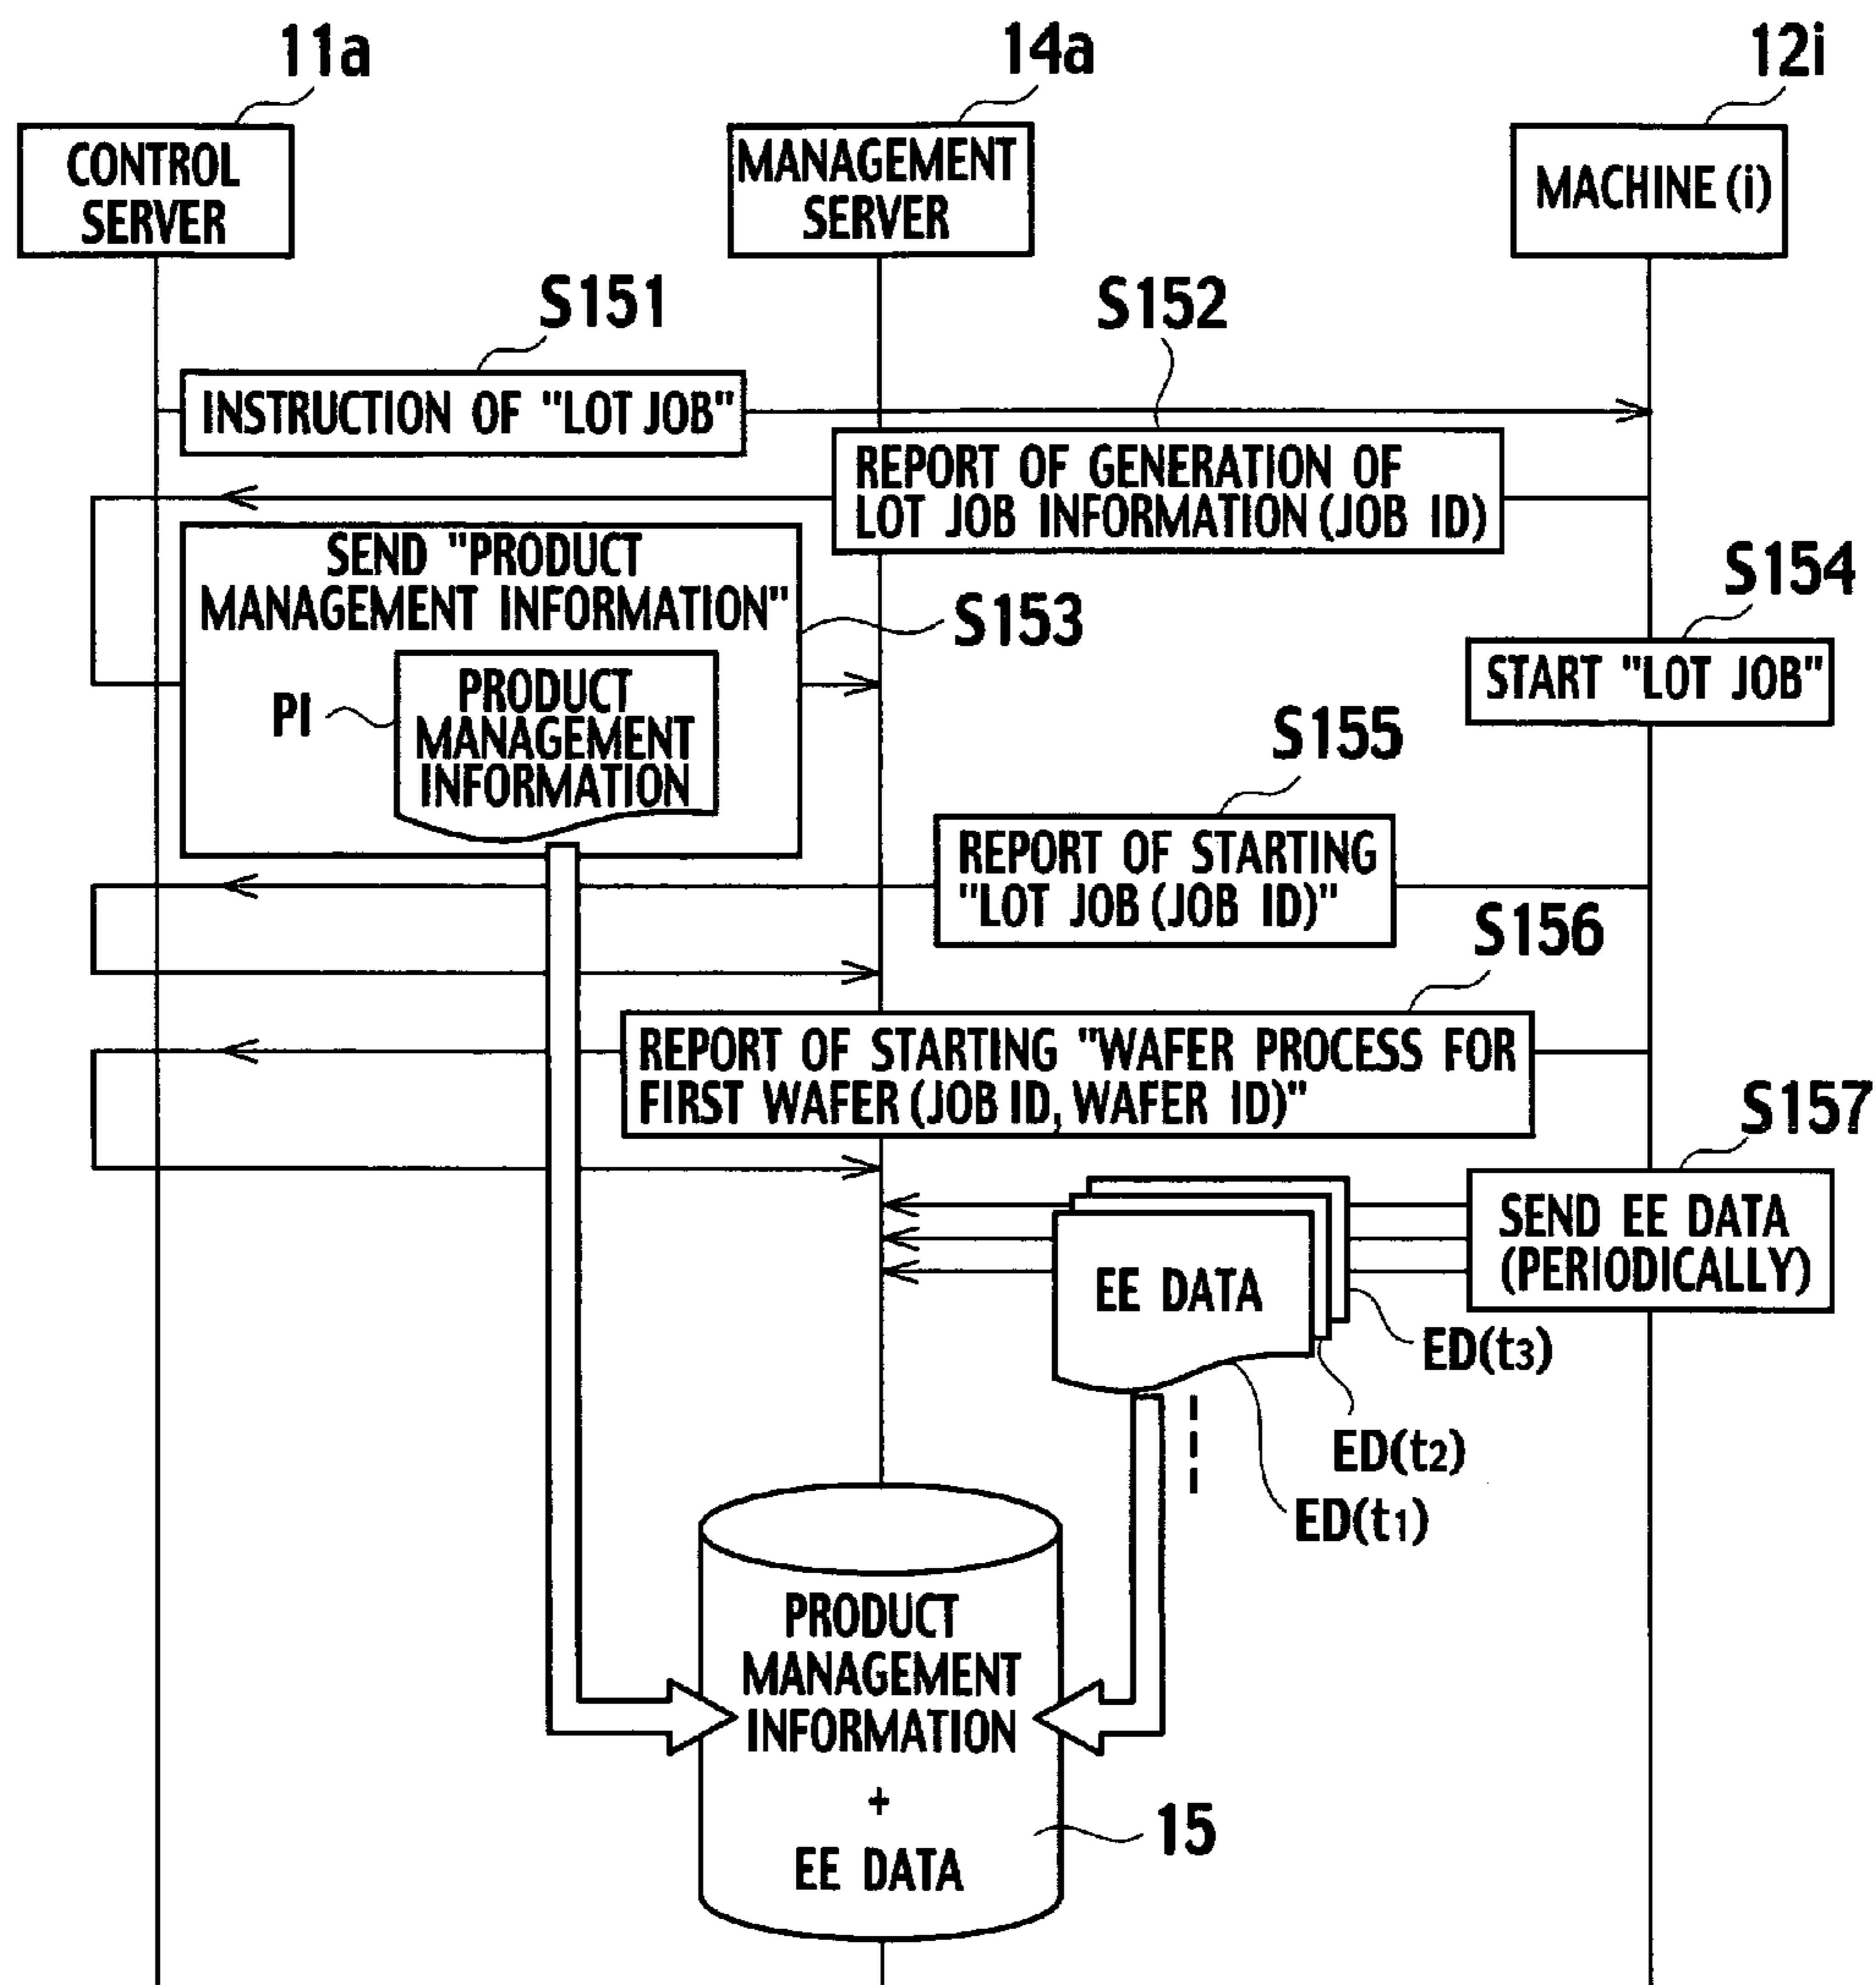 11a
14a
12i
CONTROL
SERVER
MANAGEMENT
SERVER
MACHINE (i)
S151
S152
INSTRUCTION OF "LOT JOB"
REPORT OF GENERATION OF
LOT JOB INFORMATION (JOB ID)
SEND "PRODUCT
MANAGEMENT INFORMATION"
S153
S154
START "LOT JOB"
PI
PRODUCT
MANAGEMENT
INFORMATION
S155
REPORT OF STARTING
"LOT JOB (JOB ID)"
S156
REPORT OF STARTING "WAFER PROCESS FOR
FIRST WAFER (JOB ID, WAFER ID)"
S157
SEND EE DATA
(PERIODICALLY)
EE DATA
ED(t3)
ED(t2)
ED(t1)
PRODUCT
MANAGEMENT
INFORMATION
+
EE DATA
15